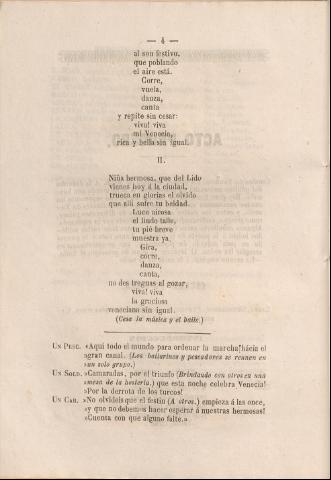 — 4 —
al son festivo.
que poblando
el aire está.
Corre,
vuela,
danza,
canta
y repite sin cesar:
viva! viva
mi Venecia,
rica y bella sin igual.
II.
Niña hermosa, que del Lido
vienes hoy á la ciudad,
trueca en glorias el olvido
que allí sufre tu beldad.
Luce airosa
el lindo talle,
tu pié breve
muestra ya.
Gira,
corre,
danza,
canta,
no des treguas al gozar,
viva! viva
la graciosa
veneciana sin igual.
(Cesa la música y el baile.)
UN PESC. «Aquí todo el mundo para ordenar la marcha hácia el
»gran canal. (Los bailarines y pescadores se reunen en
»un solo grupo.)
UN SOLD. »Camaradas, por el triunfo (Brindando con otros en una
»mesa de la hostería.) que esta noche celebra Venecia!
»Por la derrota de los turcos!
UN CAB. »No olvideis que el festin (A otros.) empieza á las once,
»y que no debemos hacer esperar á nuestras hermosas!
»Cuenta con que alguno falte.»